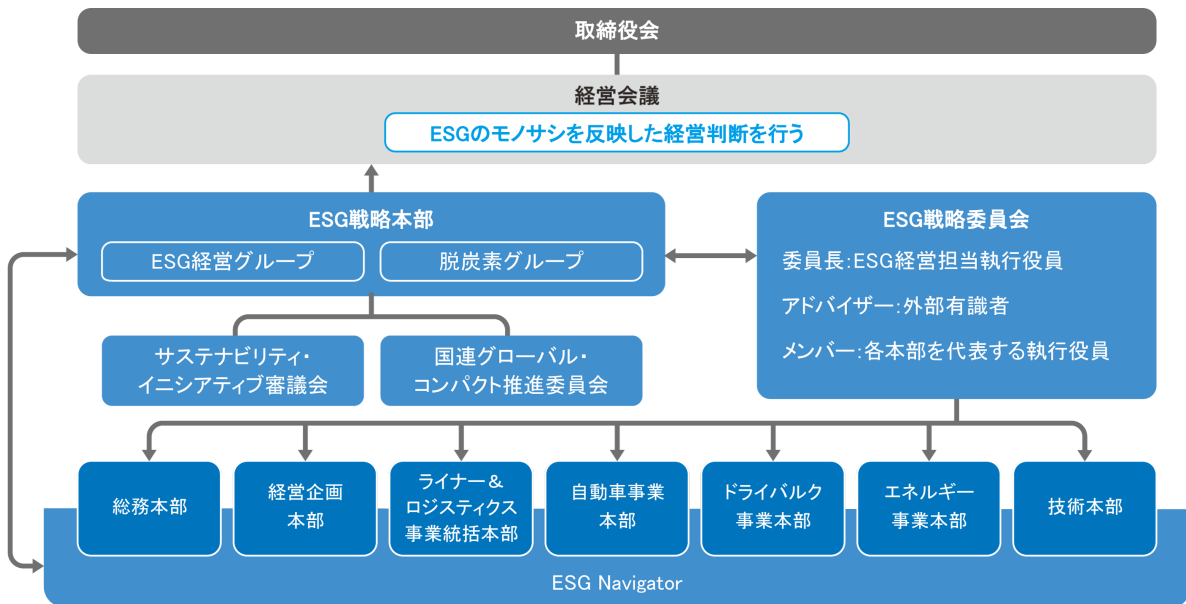 取締役会
経営会議
ESGのモノサシを反映した経営判断を行う
ESG戦略本部
ESG経営グループ
脱炭素グループ
ESG戦略委員会
委員長:ESG経営担当執行役員
アドバイザー:外部有識者
メンバー:各本部を代表する執行役員
サステナビリティ・
イニシアティブ審議会
国連グローバル・
コンパクト推進委員会
総務本部
経営企画
本部
ライナー＆
ロジスティクス
事業統括本部
自動車事業
本部
ドライバルク
事業本部
エネルギー
事業本部
技術本部
ESG Navigator